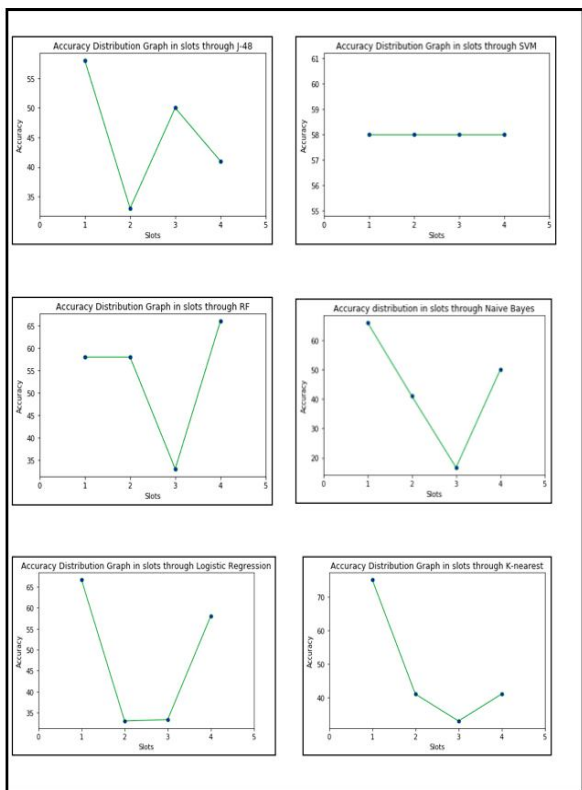 Accuracy Distribution Graph in slots through J-48
Accuracy
55
50
45
40
35
0 1 2 3 4 5
Slots
Accuracy Distribution Graph in slots through SVM
Accuracy
61
60
59
58
57
56
55
0 1 2 3 4 5
Slots
Accuracy Distribution Graph in slots through RF
Accuracy
65
60
55
50
45
40
35
0 1 2 3 4 5
Slots
Accuracy distribution in slots through Naive Bayes
Accuracy
60
50
40
30
20
0 1 2 3 4 5
Slots
Accuracy Distribution Graph in slots through Logistic Regression
Accuracy
65
60
55
50
45
40
35
0 1 2 3 4 5
Slots
Accuracy Distribution Graph in slots through K-nearest
Accuracy
70
60
50
40
0 1 2 3 4 5
Slots